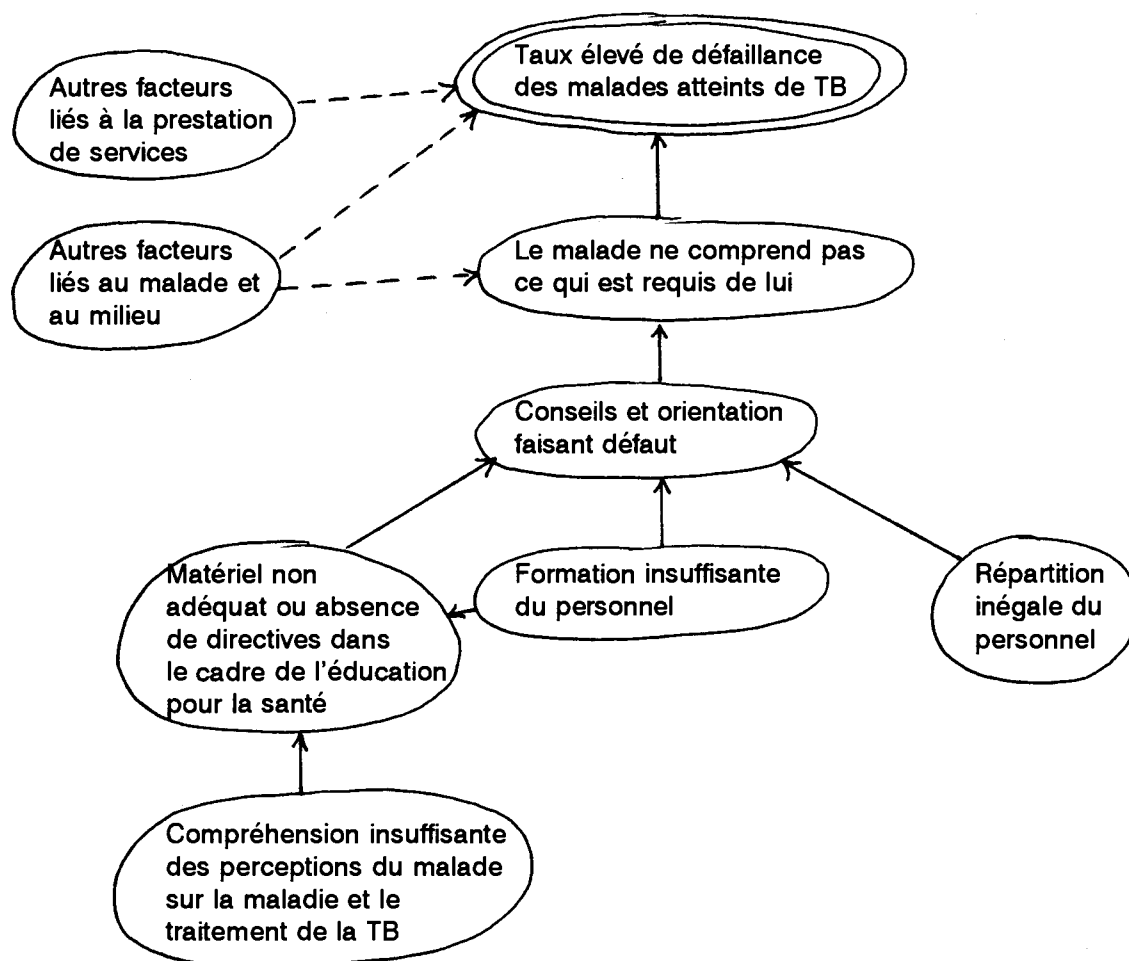 Taux élevé de défaillance
des malades atteints de TB
Autres facteurs
liés à la prestation
de services
Autres facteurs
liés au malade et
au milieu
Le malade ne comprend pas
ce qui est requis de lui
Conseils et orientation
faisant défaut
Matériel non
adéquat ou absence
de directives dans
le cadre de l'éducation
pour la santé
Formation insuffisante
du personnel
Répartition
inégale du
personnel
Compréhension insuffisante
des perceptions du malade
sur la maladie et le
traitement de la TB